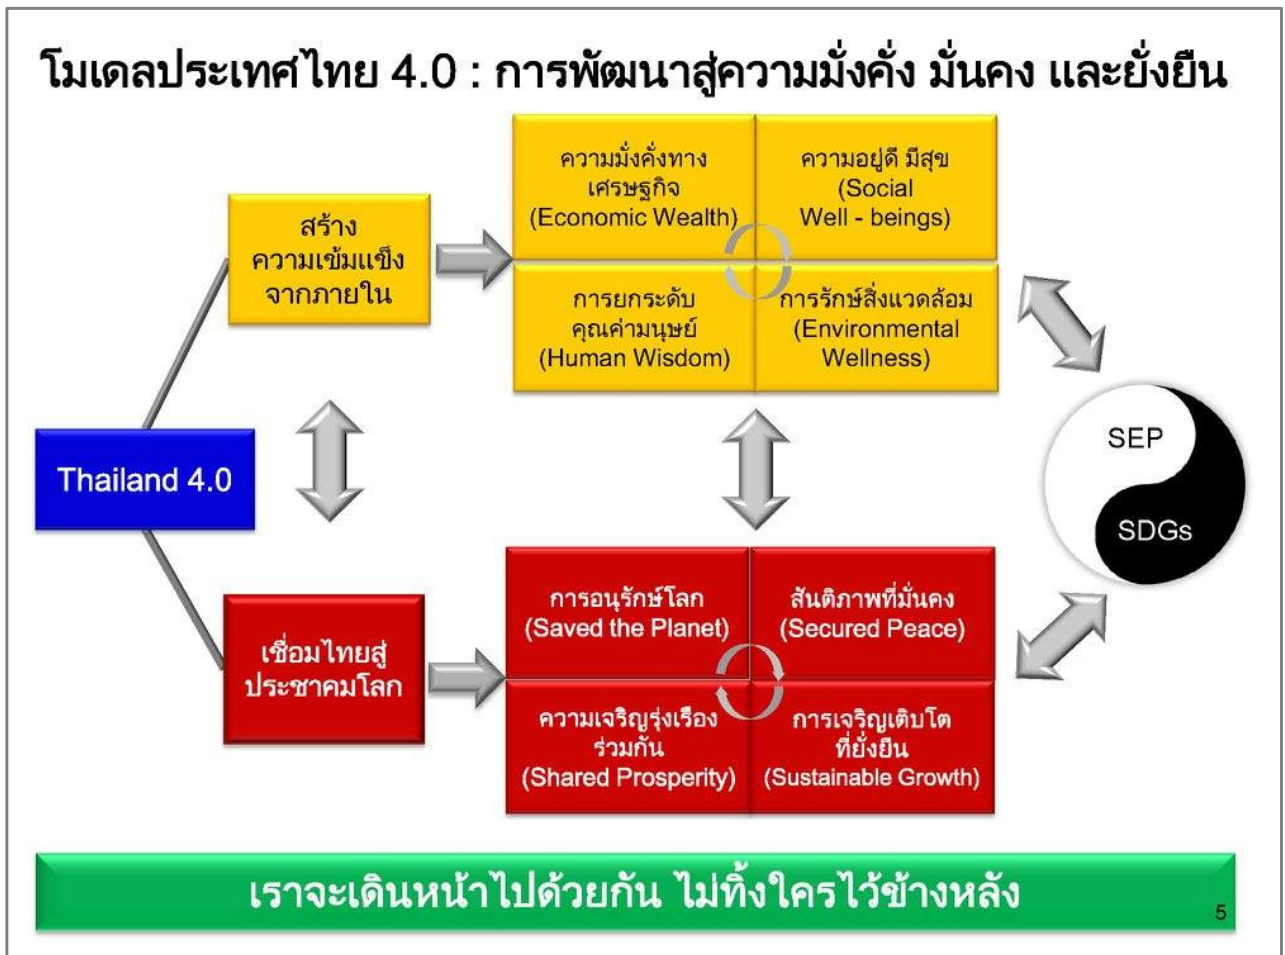 โมเดลประเทศไทย 4.0 : การพัฒนาสู่ความมั่งคั่ง มั่นคง และยั่งยืน
ความมั่งคั่งทาง
เศรษฐกิจ
(Economic Wealth)
ความอยู่ดี มีสุข
(Social
Well - beings)
สร้าง
ความเข้มแข็ง
จากภายใน
การยกระดับ
คุณค่ามนุษย์
(Human Wisdom)
การรักษ์สิ่งแวดล้อม
(Environmental
Wellness)
Thailand 4.0
SEP
SDGs
เชื่อมไทยสู่
ประชาคมโลก
การอนุรักษ์โลก
(Saved the Planet)
สันติภาพที่มั่นคง
(Secured Peace)
ความเจริญรุ่งเรือง
ร่วมกัน
(Shared Prosperity)
การเจริญเติบโต
ที่ยั่งยืน
(Sustainable Growth)
เราจะเดินหน้าไปด้วยกัน ไม่ทิ้งใครไว้ข้างหลัง
5